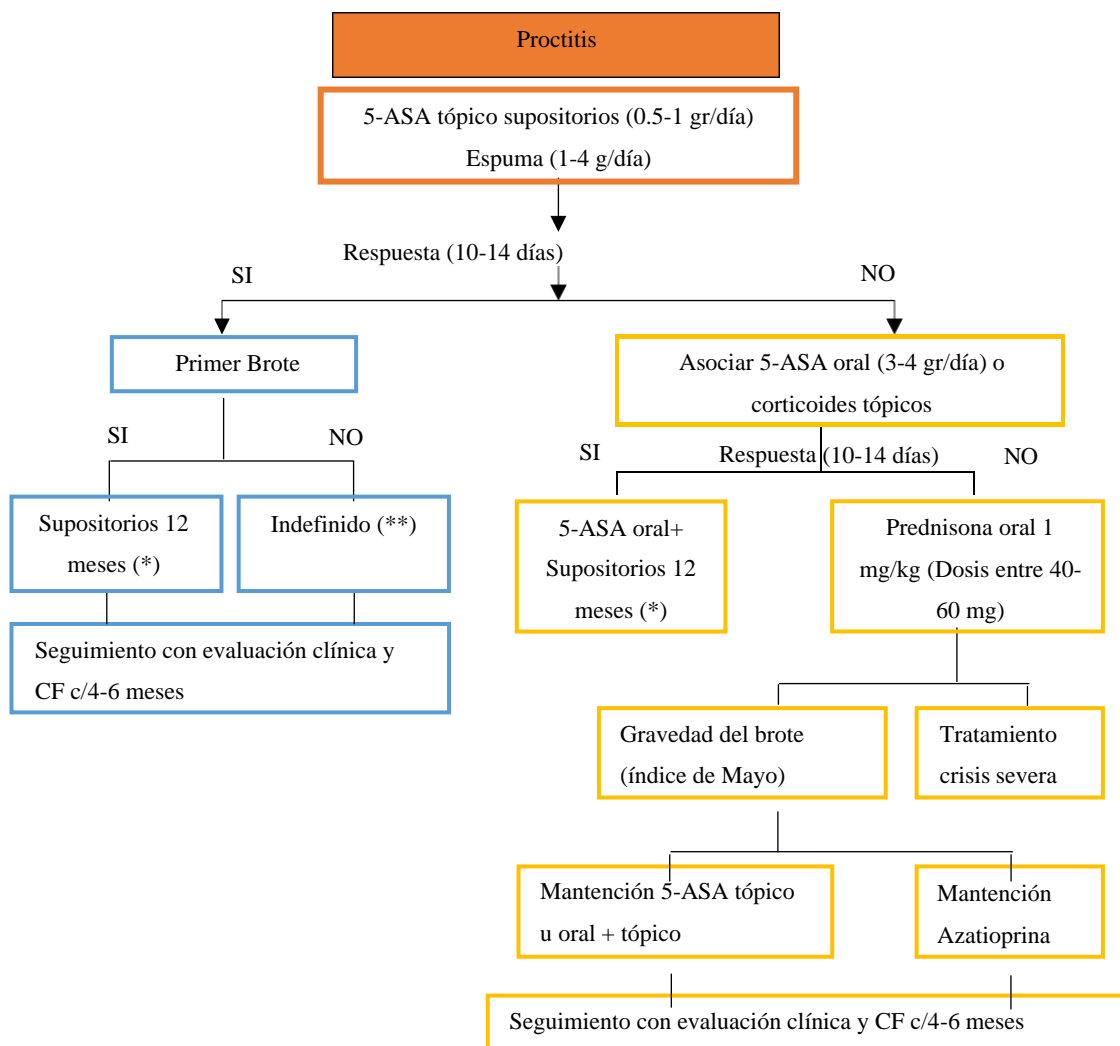 Proctitis
5-ASA tópico supositorios (0.5-1 gr/día)
Espuma (1-4 g/día)
Respuesta (10-14 días)
SI
NO
Primer Brote
Asociar 5-ASA oral (3-4 gr/día) o
corticoides tópicos
SI
NO
SI
Respuesta (10-14 días)
NO
Supositorios 12
meses (*)
Indefinido (**)
5-ASA oral+
Supositorios 12
meses (*)
Prednisona oral 1
mg/kg (Dosis entre 40-
60 mg)
Seguimiento con evaluación clínica y
CF c/4-6 meses
Gravedad del brote
(índice de Mayo)
Tratamiento
crisis severa
Mantención 5-ASA tópico
u oral + tópico
Mantención
Azatioprina
Seguimiento con evaluación clínica y CF c/4-6 meses